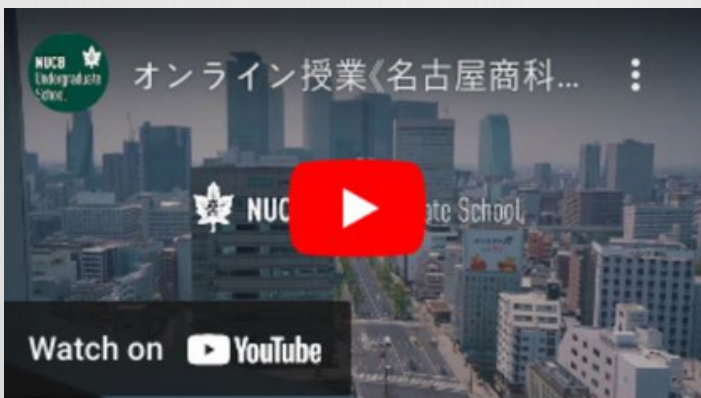 NUCB
Undergraduate
School
オンライン授業《名古屋商科...
NUC
ate School
Watch on YouTube